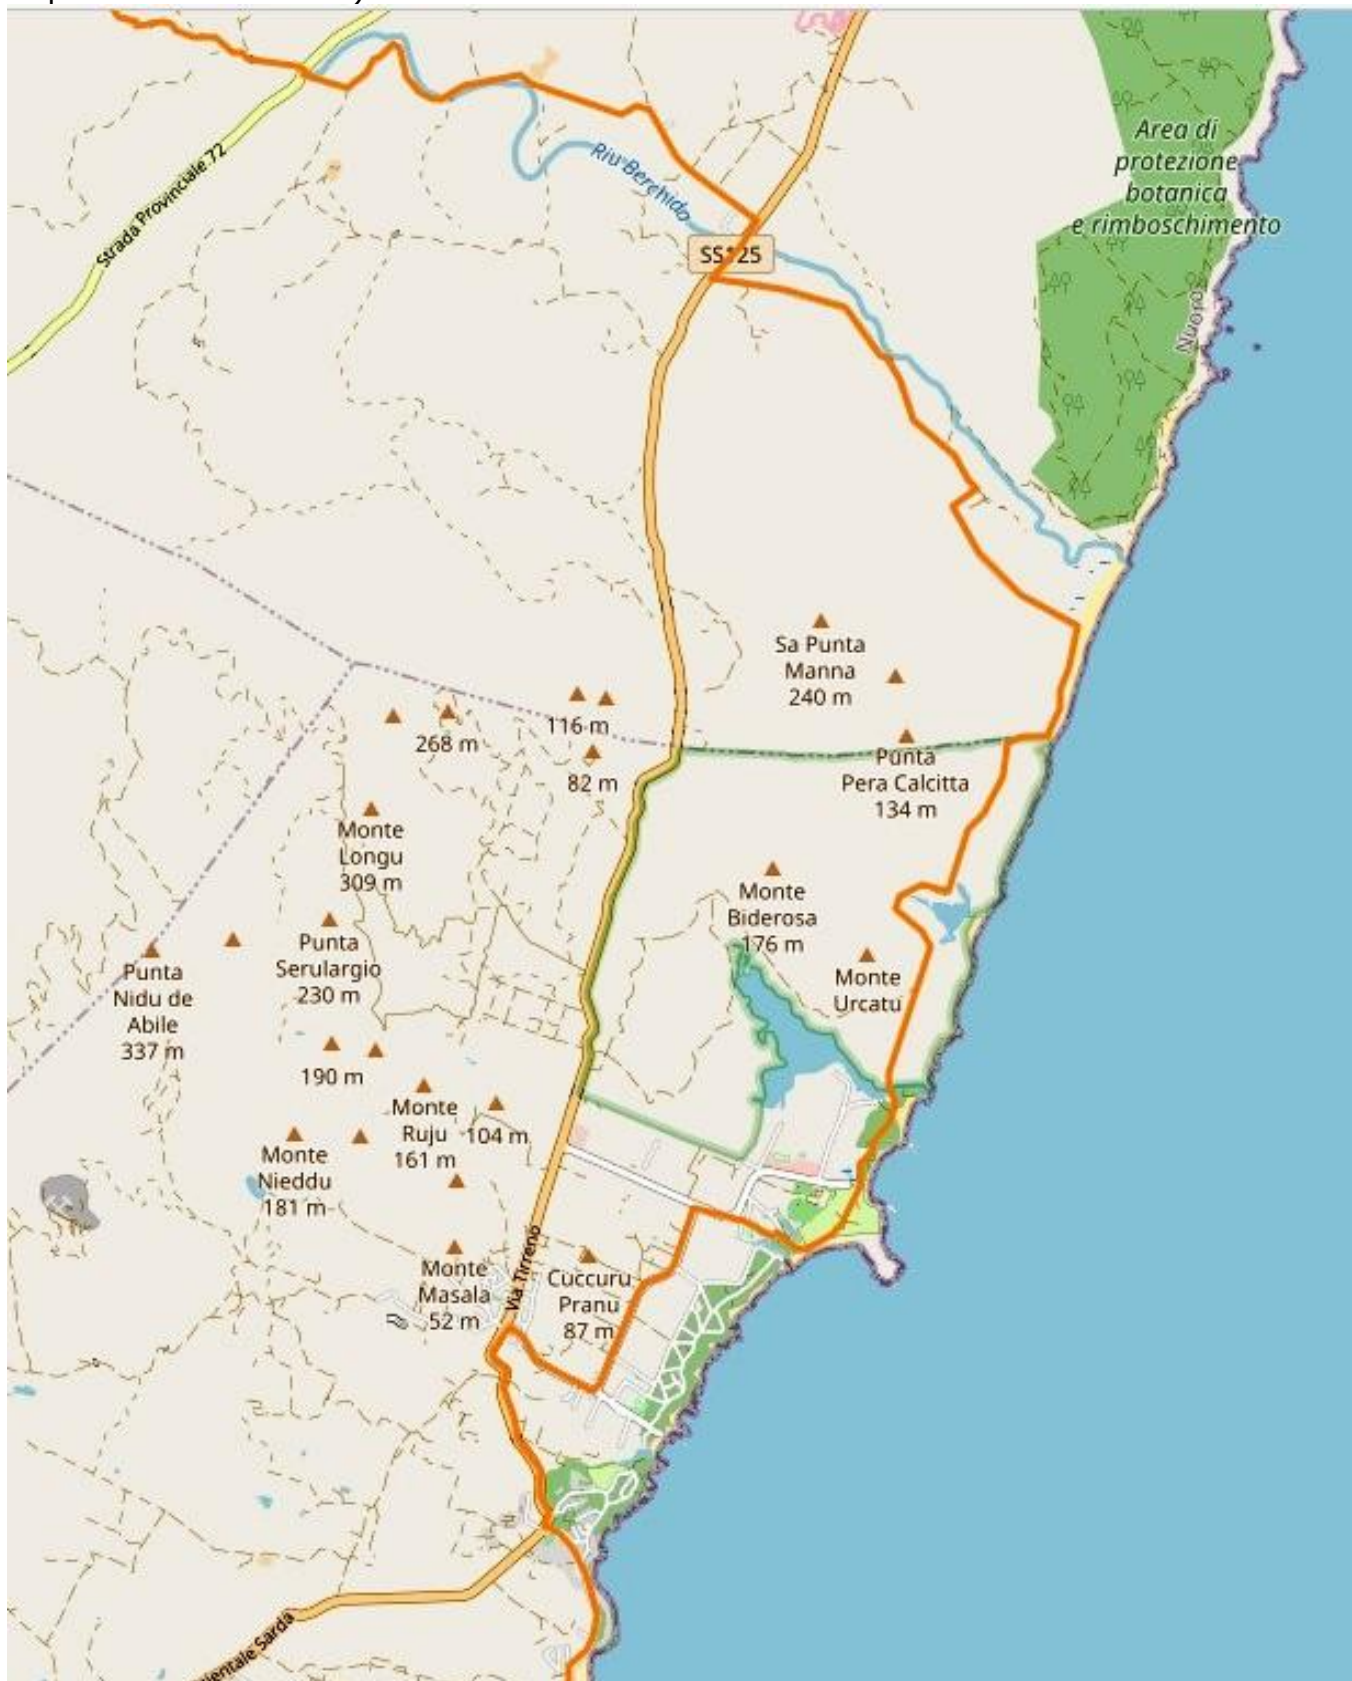 Area di
protezione
botanica
e rimboschimento
Strada Provinciale 72
Riu Berchido
SS125
Nuoro
Sa Punta
Manna
240 m
116 m
268 m
82 m
Punta
Pera Calcitta
134 m
Monte
Longu
309 m
Monte
Biderosa
176 m
Punta
Serulargio
230 m
Punta
Nidu de
Abile
337 m
Monte
Urcatu
190 m
Monte
Ruju
161 m
104 m
Monte
Nieddu
181 m
Via Tirreno
Monte
Masala
52 m
Cuccuru
Pranu
87 m
Sarda